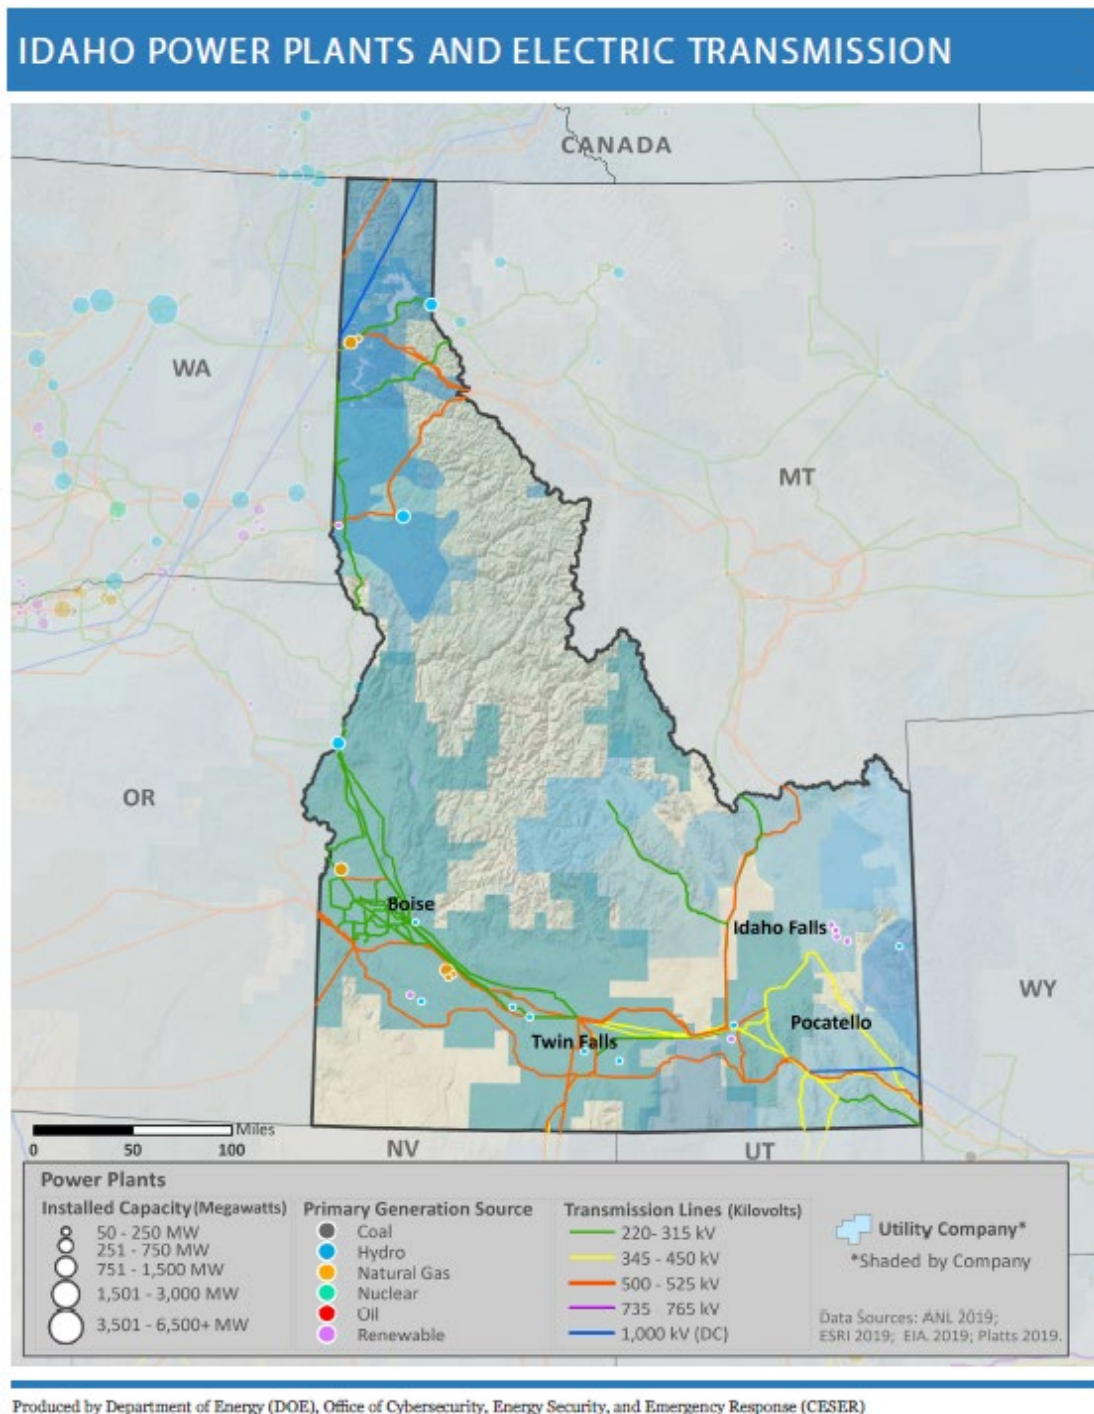 IDAHO POWER PLANTS AND ELECTRIC TRANSMISSION
CANADA
WA
MT
OR
Boise
Idaho Falls
WY
Pocatello
Twin Falls
Miles
0 50 100
NV
UT
Power Plants
Installed Capacity (Megawatts)
50 - 250 MW
251 - 750 MW
751 - 1,500 MW
1,501 - 3,000 MW
3,501 - 6,500+ MW
Primary Generation Source
Coal
Hydro
Natural Gas
Nuclear
Oil
Renewable
Transmission Lines (Kilovolts)
220- 315 kV
345 - 450 kV
500 - 525 kV
735 - 765 kV
1,000 kV (DC)
Utility Company*
*Shaded by Company
Data Sources: ANL 2019;
ESRI 2019; EIA. 2019; Platts 2019.
Produced by Department of Energy (DOE), Office of Cybersecurity, Energy Security, and Emergency Response (CESER)